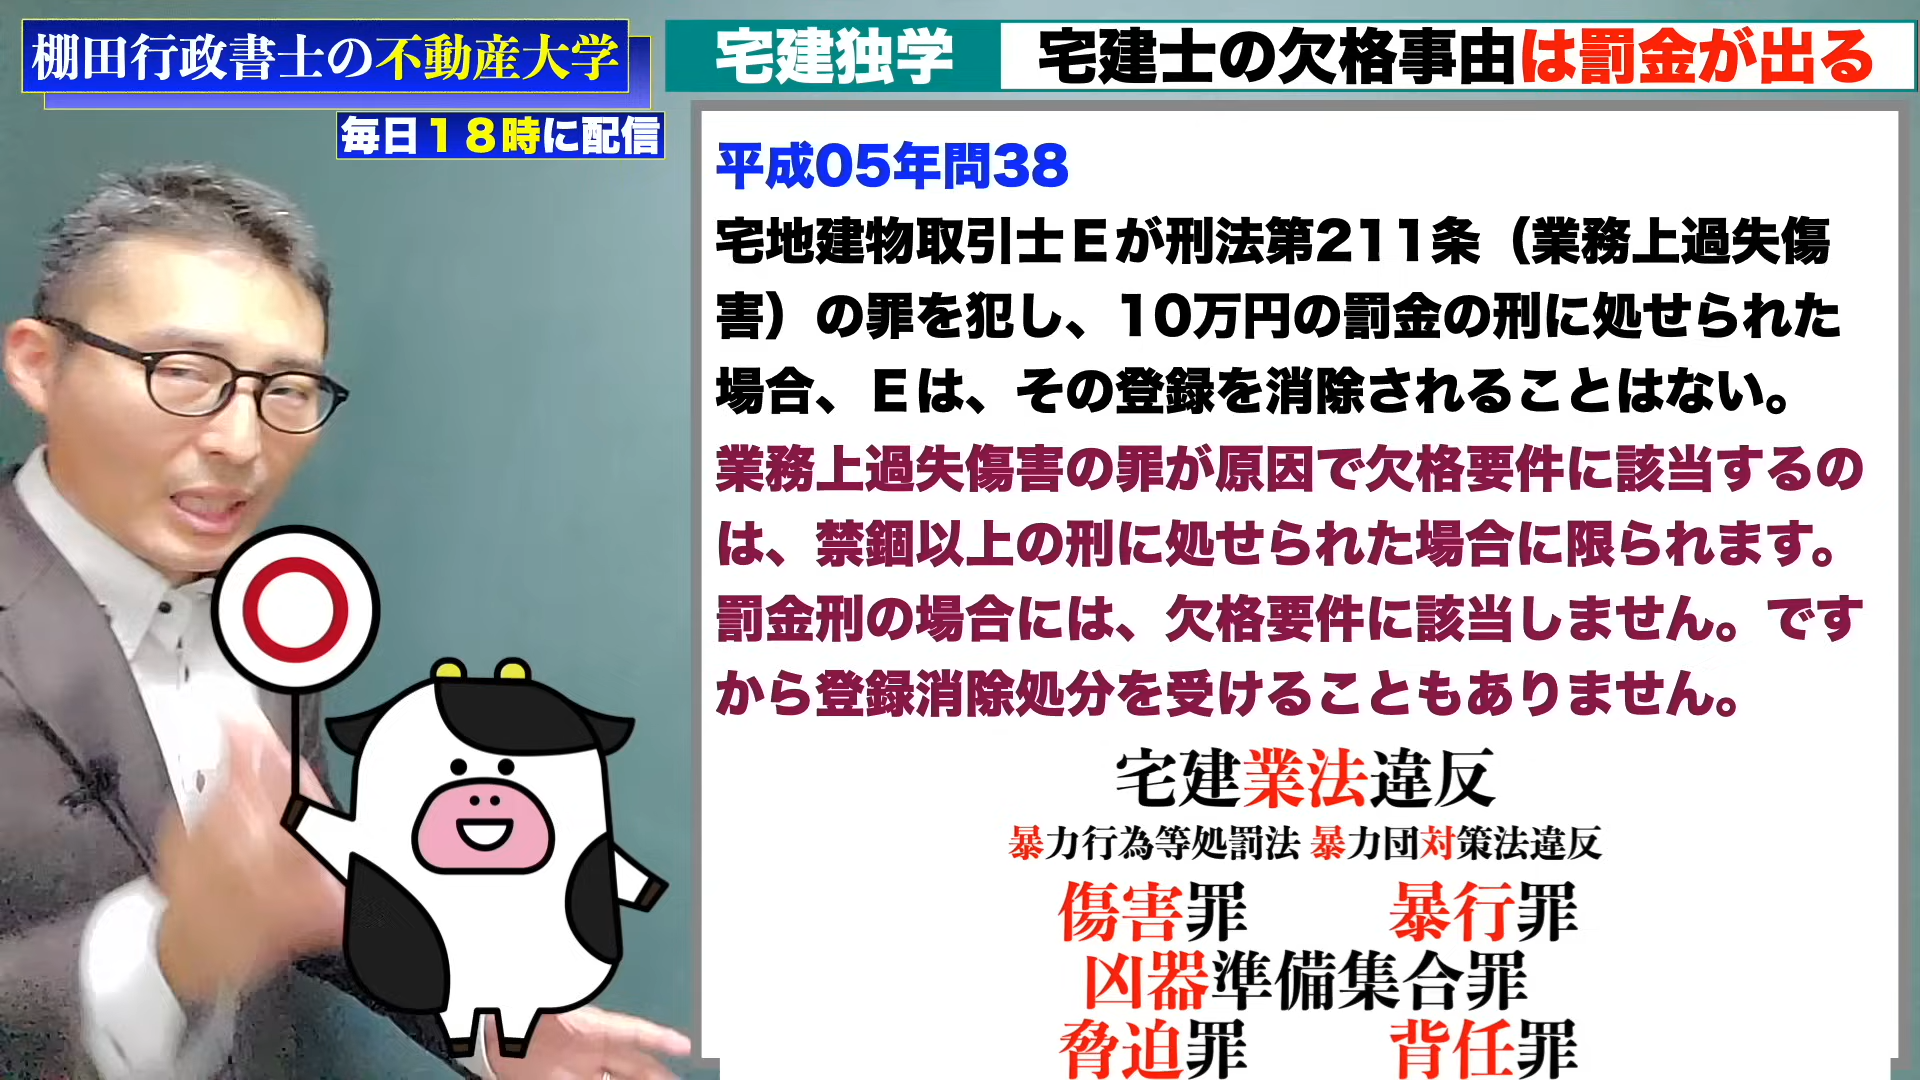 棚田行政書士の不動産大学
毎日１８時に配信
宅建独学
宅建士の欠格事由は罰金が出る
平成05年問38
宅地建物取引士Ｅが刑法第211条（業務上過失傷
害）の罪を犯し、10万円の罰金の刑に処せられた
場合、Ｅは、その登録を消除されることはない。
業務上過失傷害の罪が原因で欠格要件に該当するの
は、禁錮以上の刑に処せられた場合に限られます。
罰金刑の場合には、欠格要件に該当しません。です
から登録消除処分を受けることもありません。
宅建業法違反
暴力行為等処罰法 暴力団対策法違反
傷害罪 暴行罪
凶器準備集合罪
脅迫罪 背任罪